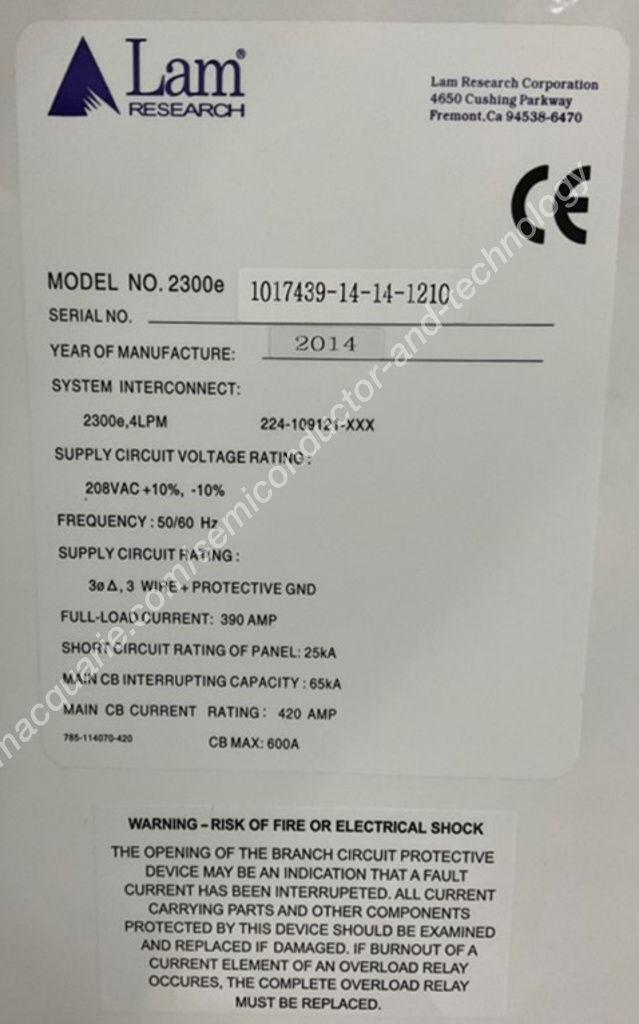 Lam®
RESEARCH
Lam Research Corporation
4650 Cushing Parkway
Fremont,Ca 94538-6470
CE
MODEL NO. 2300e 1017439-14-14-1210
SERIAL NO.
YEAR OF MANUFACTURE: 2014
SYSTEM INTERCONNECT:
2300e,4LPM 224-109121-XXX
SUPPLY CIRCUIT VOLTAGE RATING:
208VAC +10%, -10%
FREQUENCY : 50/60 Hz
SUPPLY CIRCUIT RATING :
3ø Δ, 3 WIRE + PROTECTIVE GND
FULL-LOAD CURRENT: 390 AMP
SHORT CIRCUIT RATING OF PANEL: 25kA
MAIN CB INTERRUPTING CAPACITY : 65kA
MAIN CB CURRENT RATING: 420 AMP
785-114070-420 CB MAX: 600A
WARNING – RISK OF FIRE OR ELECTRICAL SHOCK
THE OPENING OF THE BRANCH CIRCUIT PROTECTIVE
DEVICE MAY BE AN INDICATION THAT A FAULT
CURRENT HAS BEEN INTERRUPETED. ALL CURRENT
CARRYING PARTS AND OTHER COMPONENTS
PROTECTED BY THIS DEVICE SHOULD BE EXAMINED
AND REPLACED IF DAMAGED. IF BURNOUT OF A
CURRENT ELEMENT OF AN OVERLOAD RELAY
OCCURES, THE COMPLETE OVERLOAD RELAY
MUST BE REPLACED.
macquarie.com/semiconductor-and-technology